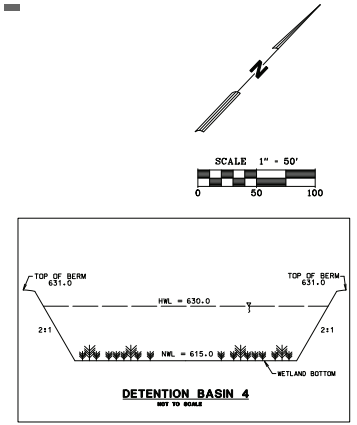 N
SCALE 1" - 50'
0 50 100
TOP OF BERM
631.0
TOP OF BERM
631.0
HWL = 630.0
2:1
2:1
NWL = 615.0
WETLAND BOTTOM
DETENTION BASIN 4
NOT TO SCALE